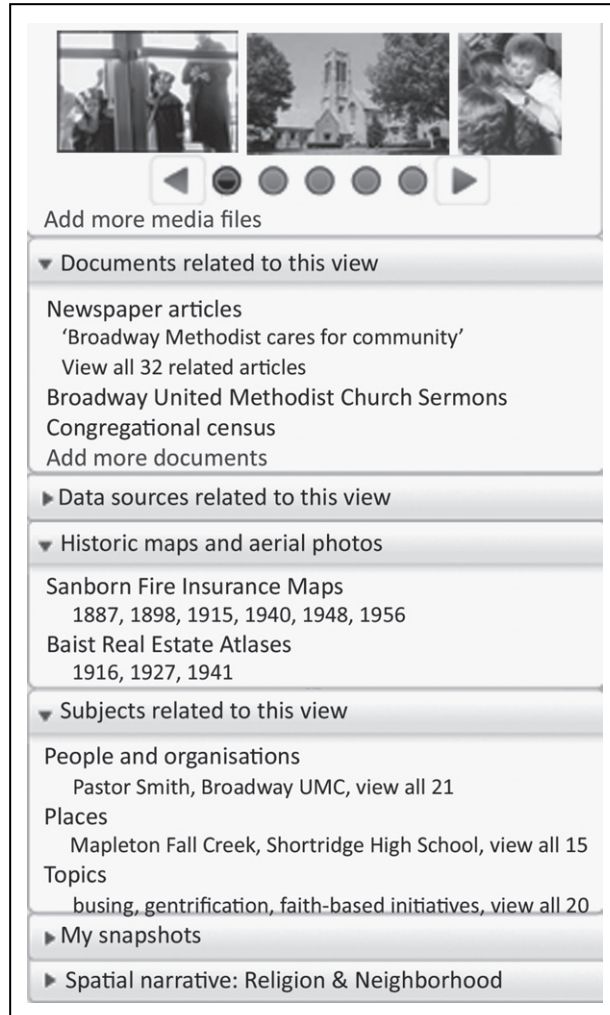 Add more media files
Documents related to this view
Newspaper articles
‘Broadway Methodist cares for community’
View all 32 related articles
Broadway United Methodist Church Sermons
Congregational census
Add more documents
Data sources related to this view
Historic maps and aerial photos
Sanborn Fire Insurance Maps
1887, 1898, 1915, 1940, 1948, 1956
Baist Real Estate Atlases
1916, 1927, 1941
Subjects related to this view
People and organisations
Pastor Smith, Broadway UMC, view all 21
Places
Mapleton Fall Creek, Shortridge High School, view all 15
Topics
busing, gentrification, faith-based initiatives, view all 20
My snapshots
Spatial narrative: Religion & Neighborhood